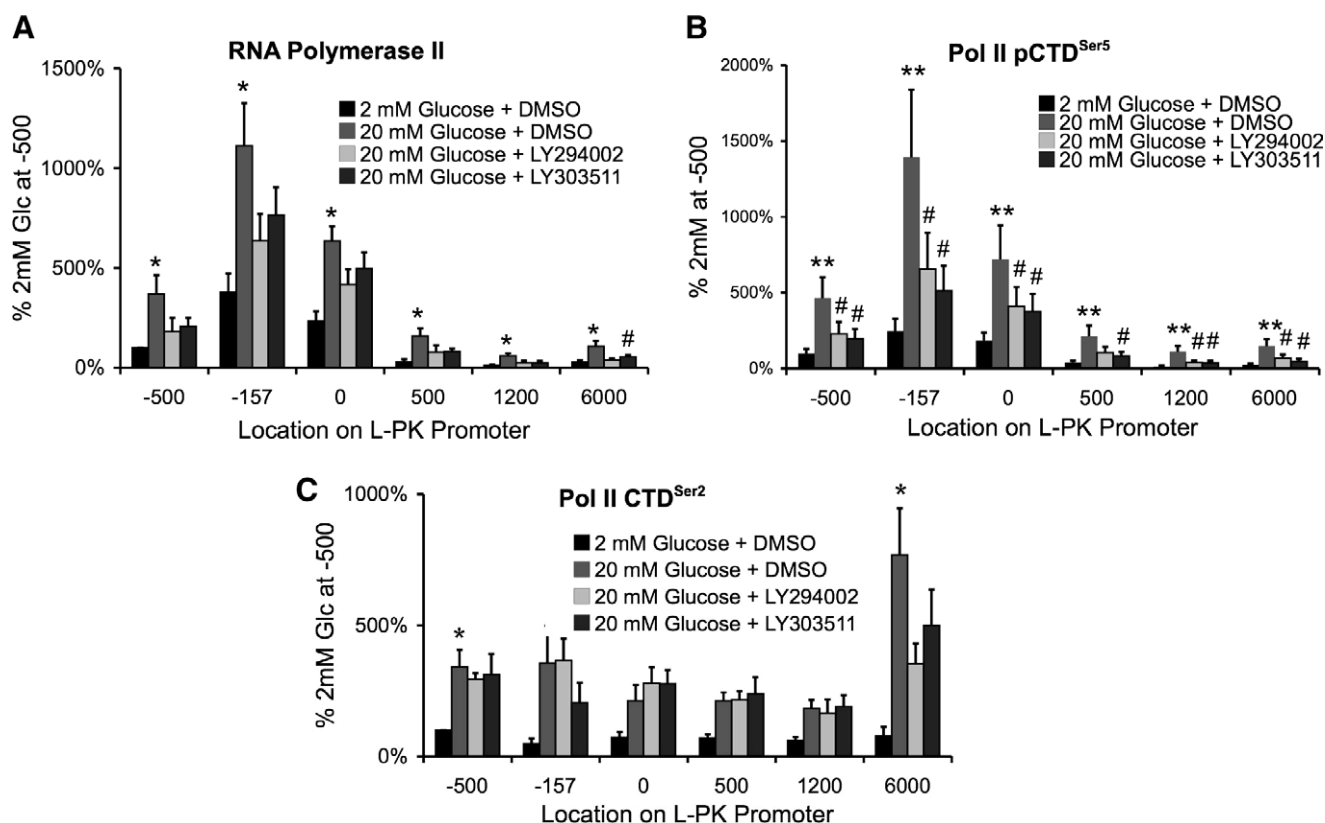 A
RNA Polymerase II
1500%
1000%
500%
0%
% 2mM Glc at -500
2 mM Glucose + DMSO
20 mM Glucose + DMSO
20 mM Glucose + LY294002
20 mM Glucose + LY303511
* * * * * * #
-500 -157 0 500 1200 6000
Location on L-PK Promoter
B
Pol II pCTDSer5
2000%
1500%
1000%
500%
0%
% 2mM at -500
2 mM Glucose + DMSO
20 mM Glucose + DMSO
20 mM Glucose + LY294002
20 mM Glucose + LY303511
** # # ** # # ** # # ** # ** ## ** # #
-500 -157 0 500 1200 6000
Location on L-PK Promoter
C
Pol II CTDSer2
1000%
500%
0%
% 2mM Glc at -500
2 mM Glucose + DMSO
20 mM Glucose + DMSO
20 mM Glucose + LY294002
20 mM Glucose + LY303511
* *
-500 -157 0 500 1200 6000
Location on L-PK Promoter